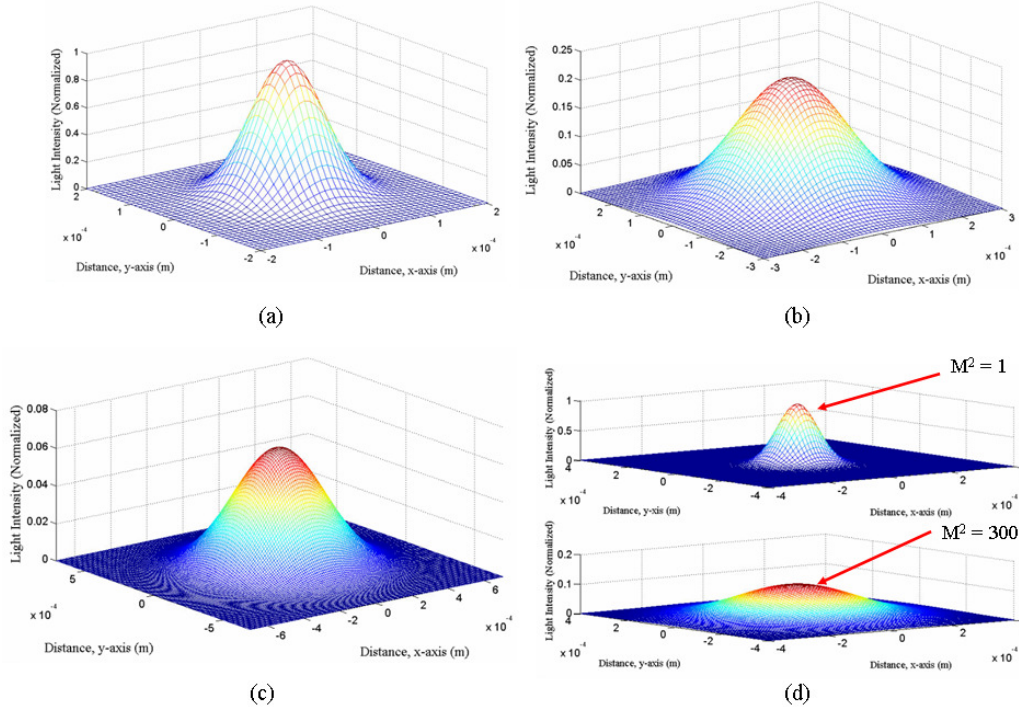 Light Intensity (Normalized)
1
0.8
0.6
0.4
0.2
0
2
1
0
-1
-2
x 10⁻⁴
Distance, y-axis (m)
-2
-1
0
1
2
x 10⁻⁴
Distance, x-axis (m)
(a)
Light Intensity (Normalized)
0.25
0.2
0.15
0.1
0.05
0
2
1
0
-1
-2
-3
x 10⁻⁴
Distance, y-axis (m)
-3
-2
-1
0
1
2
3
x 10⁻⁴
Distance, x-axis (m)
(b)
Light Intensity (Normalized)
0.08
0.06
0.04
0.02
0
5
0
-5
x 10⁻⁴
Distance, y-axis (m)
-6
-4
-2
0
2
4
6
x 10⁻⁴
Distance, x-axis (m)
(c)
M² = 1
Light Intensity (Normalized)
1
0.5
0
4
2
0
-2
-4
x 10⁻⁴
Distance, y-xis (m)
-4
-2
0
2
x 10⁻⁴
Distance, x-axis (m)
M² = 300
Light Intensity (Normalized)
0.2
0.1
0
4
2
0
-2
-4
x 10⁻⁴
Distance, y-axis (m)
-4
-2
0
2
x 10⁻⁴
Distance, x-axis (m)
(d)